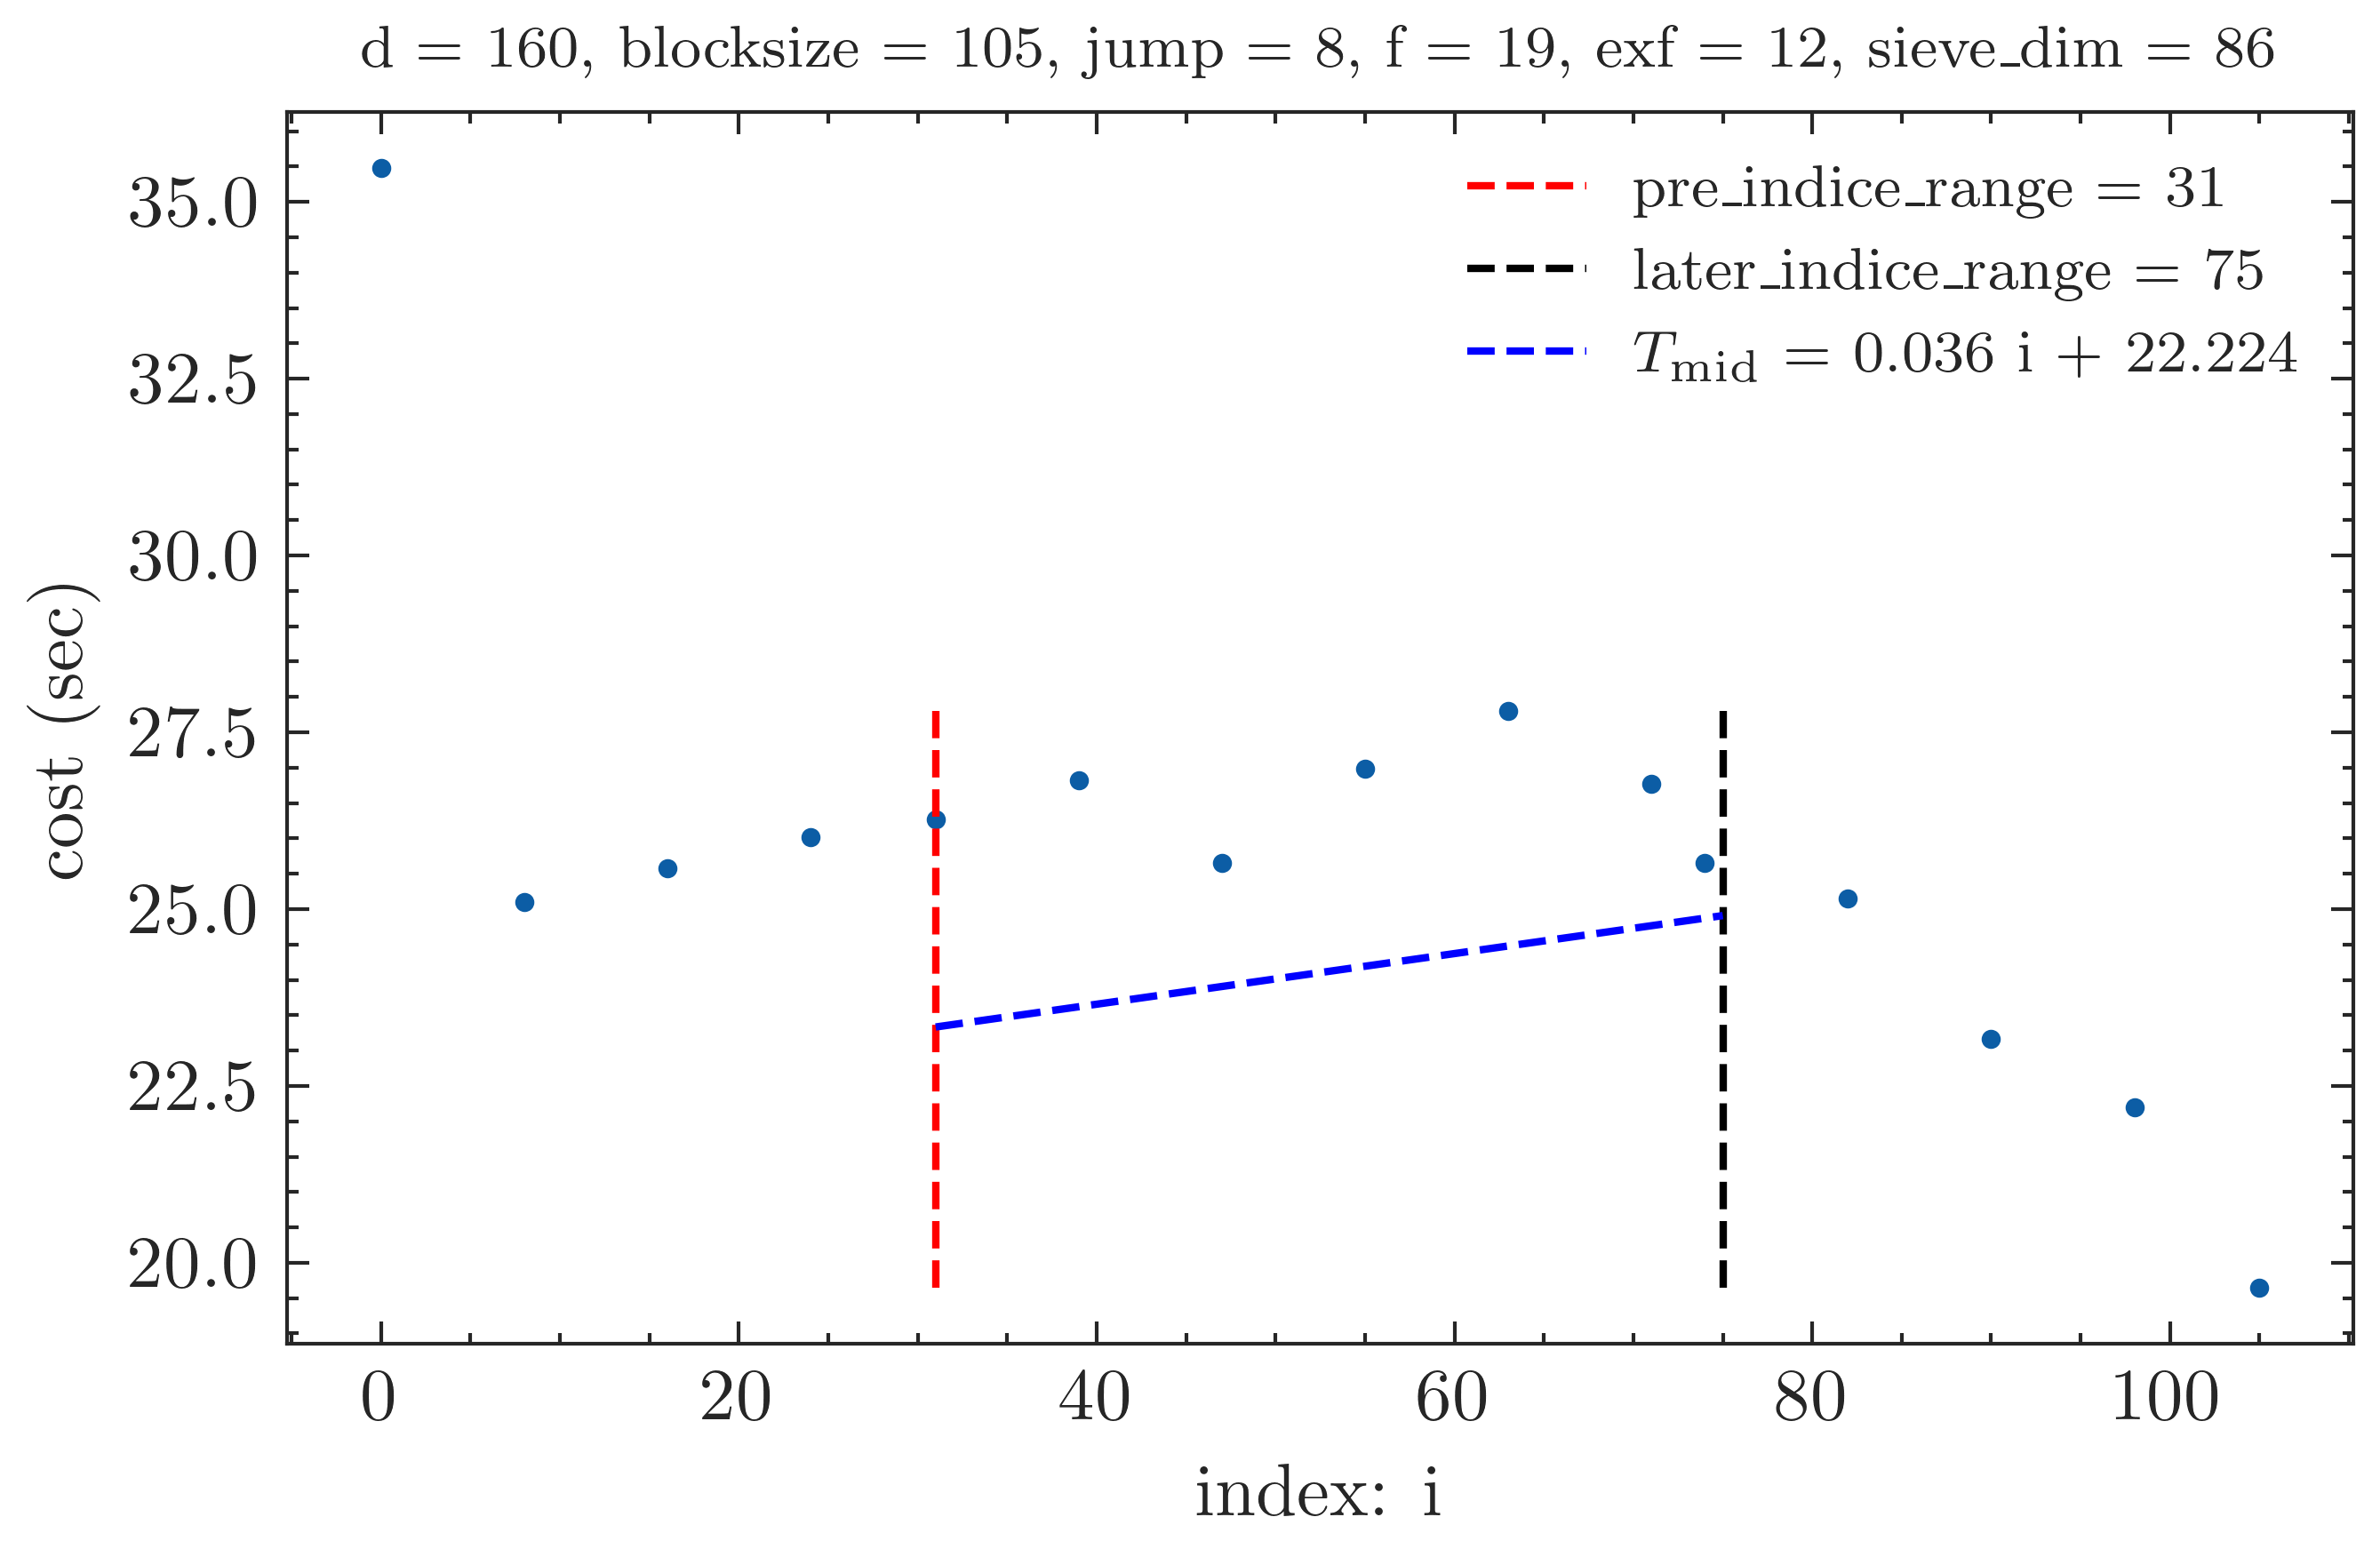 d = 160, blocksize = 105, jump = 8, f = 19, exf = 12, sieve_dim = 86
pre_indice_range = 31
later_indice_range = 75
T_mid = 0.036 i + 22.224
cost (sec)
35.0
32.5
30.0
27.5
25.0
22.5
20.0
0 20 40 60 80 100
index: i